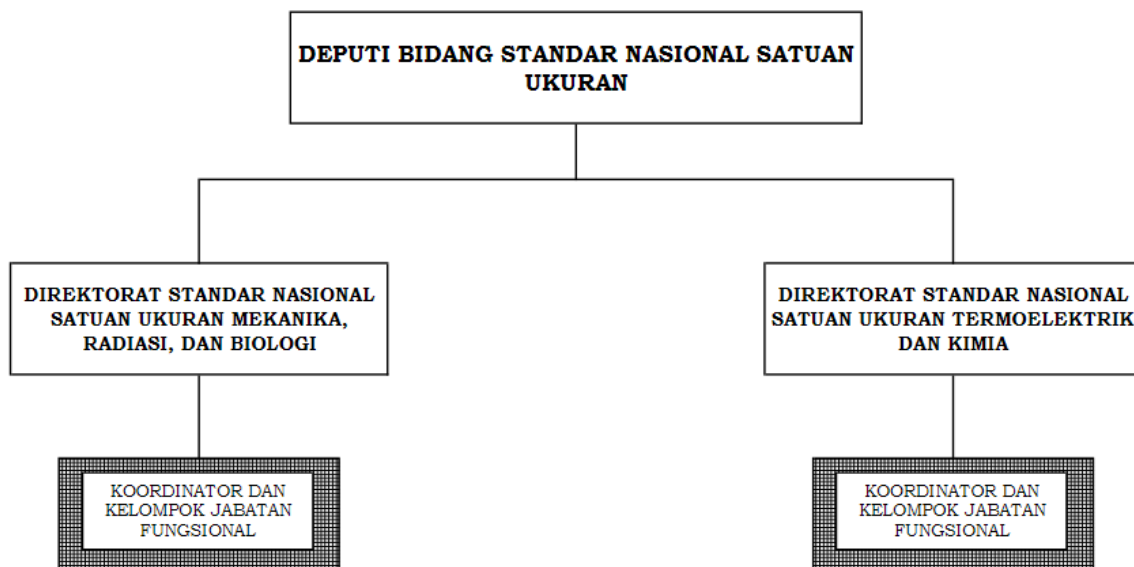 DEPUTI BIDANG STANDAR NASIONAL SATUAN
UKURAN
DIREKTORAT STANDAR NASIONAL
SATUAN UKURAN MEKANIKA,
RADIASI, DAN BIOLOGI
DIREKTORAT STANDAR NASIONAL
SATUAN UKURAN TERMOELEKTRIK
DAN KIMIA
KOORDINATOR DAN
KELOMPOK JABATAN
FUNGSIONAL
KOORDINATOR DAN
KELOMPOK JABATAN
FUNGSIONAL